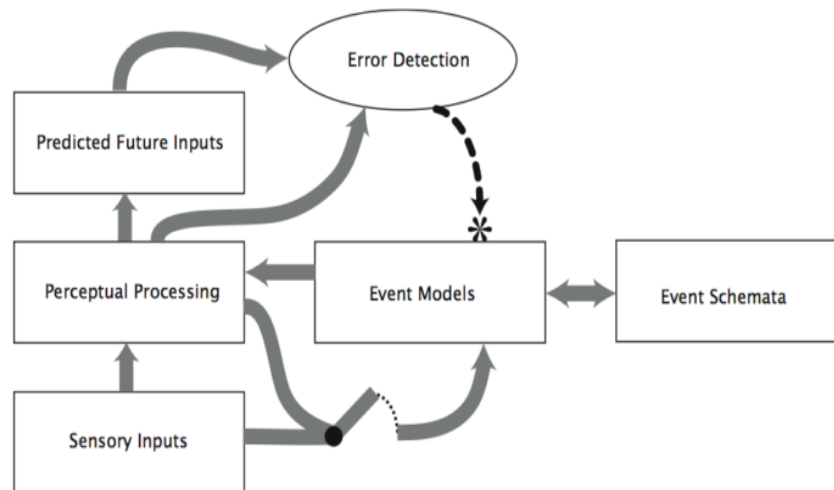 Error Detection
Predicted Future Inputs
Perceptual Processing
Event Models
Event Schemata
Sensory Inputs